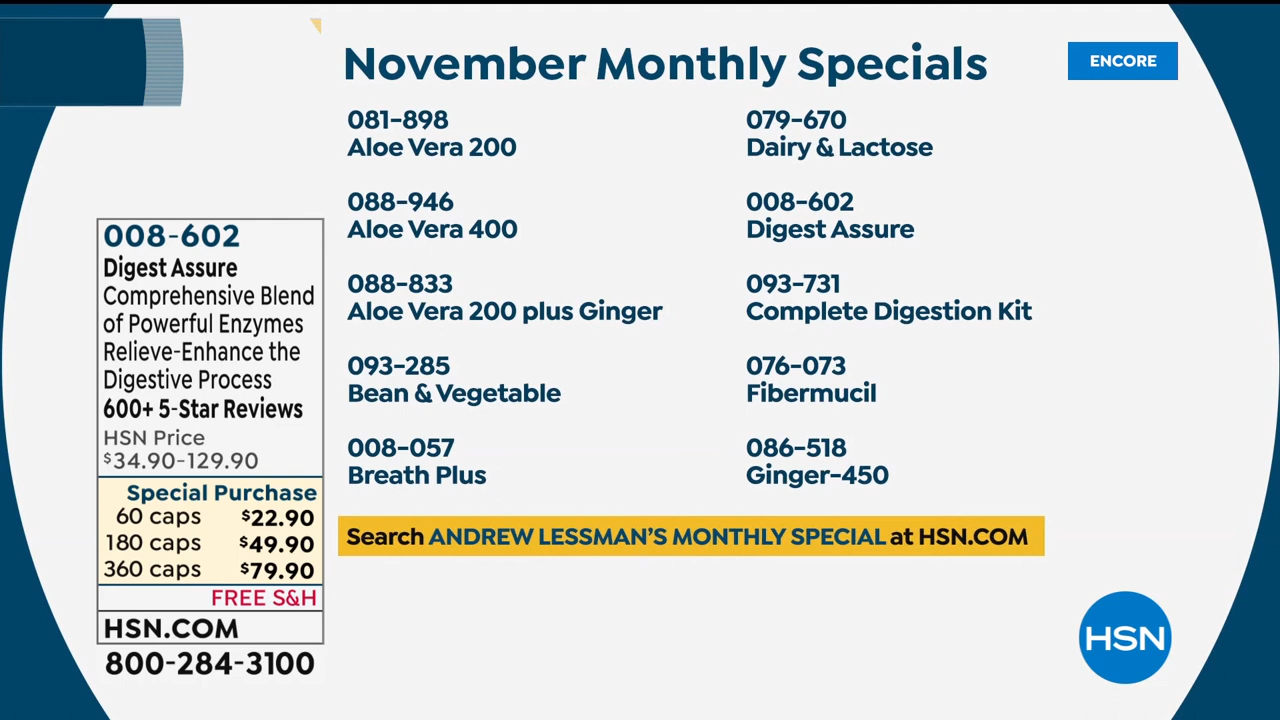 November Monthly Specials
ENCORE
081-898
Aloe Vera 200
088-946
Aloe Vera 400
088-833
Aloe Vera 200 plus Ginger
093-285
Bean & Vegetable
008-057
Breath Plus
079-670
Dairy & Lactose
008-602
Digest Assure
093-731
Complete Digestion Kit
076-073
Fibermucil
086-518
Ginger-450
Search ANDREW LESSMAN'S MONTHLY SPECIAL at HSN.COM
008-602
Digest Assure
Comprehensive Blend
of Powerful Enzymes
Relieve-Enhance the
Digestive Process
600+ 5-Star Reviews
HSN Price
$34.90-129.90
Special Purchase
60 caps $22.90
180 caps $49.90
360 caps $79.90
FREE S&H
HSN.COM
800-284-3100
HSN